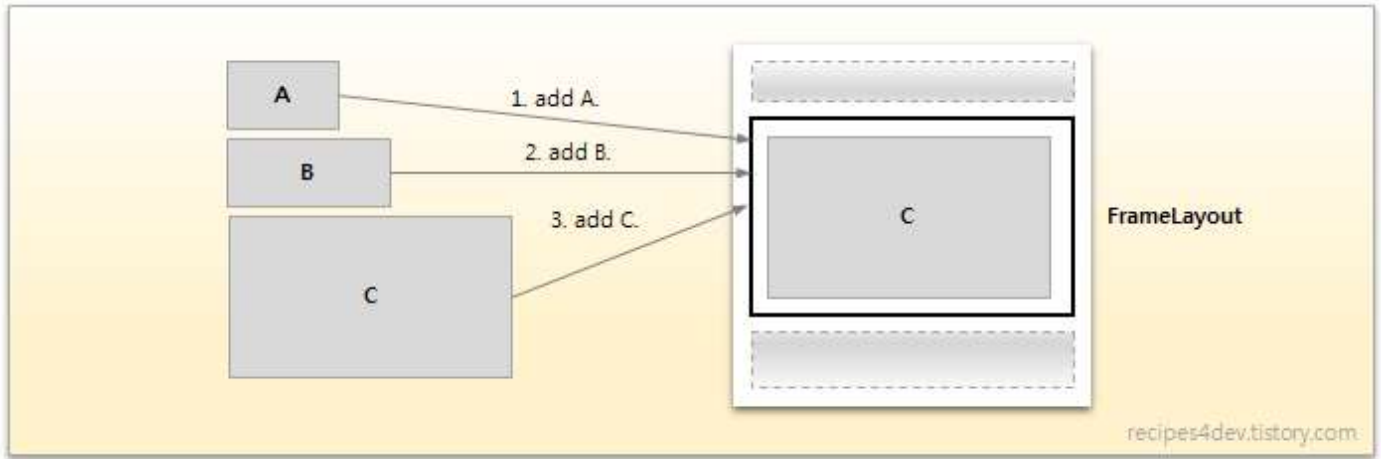 A
1. add A.
B
2. add B.
C
3. add C.
C
FrameLayout
recipes4dev.tistory.com